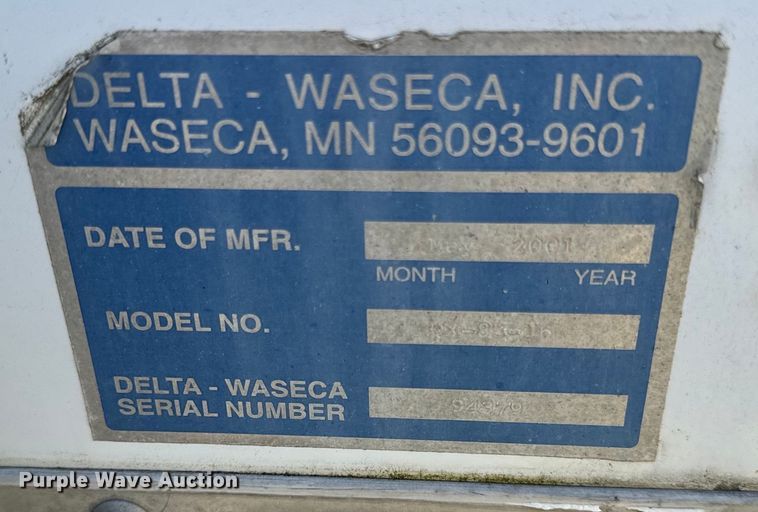 DELTA - WASECA, INC.
WASECA, MN 56093-9601
DATE OF MFR. May 2001
MONTH YEAR
MODEL NO.
DELTA - WASECA
SERIAL NUMBER
Purple Wave Auction